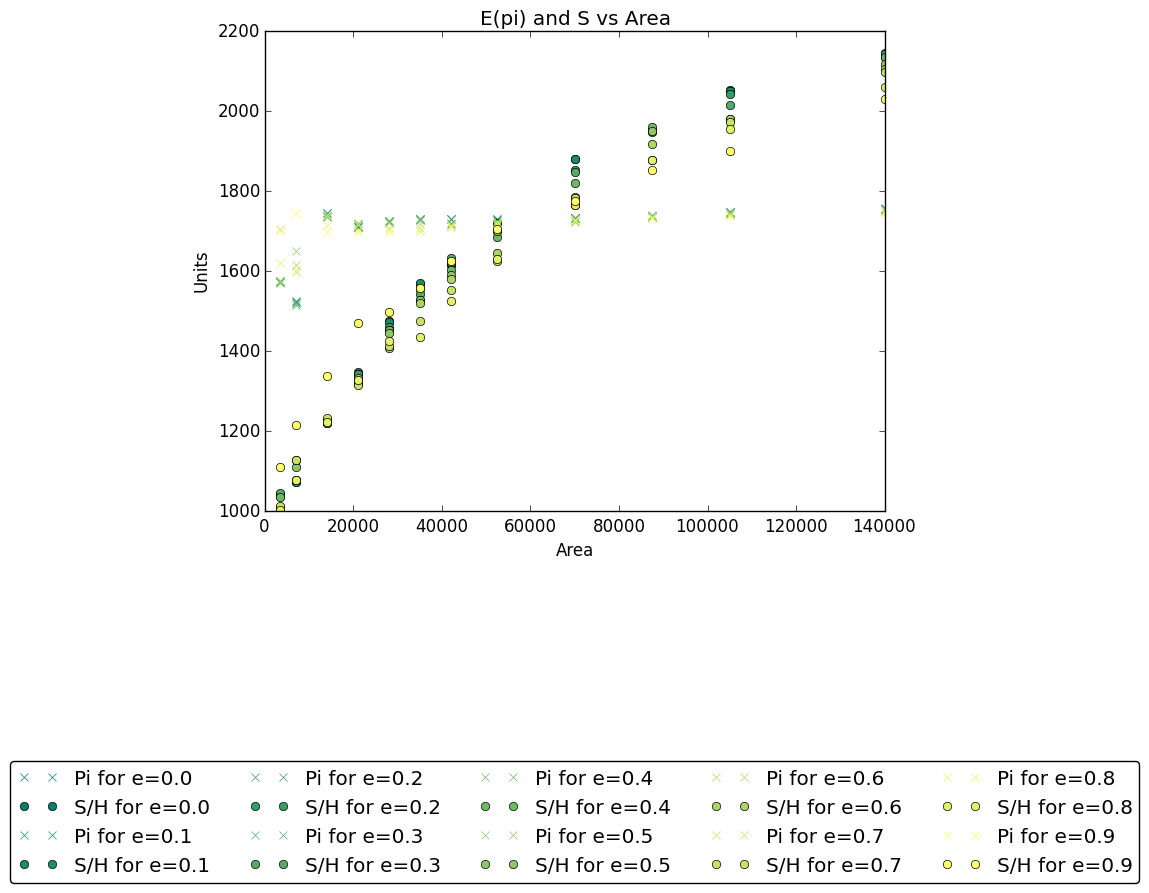 E(pi) and S vs Area
2200
2000
1800
1600
1400
1200
1000
Units
0 20000 40000 60000 80000 100000 120000 140000
Area
Pi for e=0.0 Pi for e=0.2 Pi for e=0.4 Pi for e=0.6 Pi for e=0.8
S/H for e=0.0 S/H for e=0.2 S/H for e=0.4 S/H for e=0.6 S/H for e=0.8
Pi for e=0.1 Pi for e=0.3 Pi for e=0.5 Pi for e=0.7 Pi for e=0.9
S/H for e=0.1 S/H for e=0.3 S/H for e=0.5 S/H for e=0.7 S/H for e=0.9